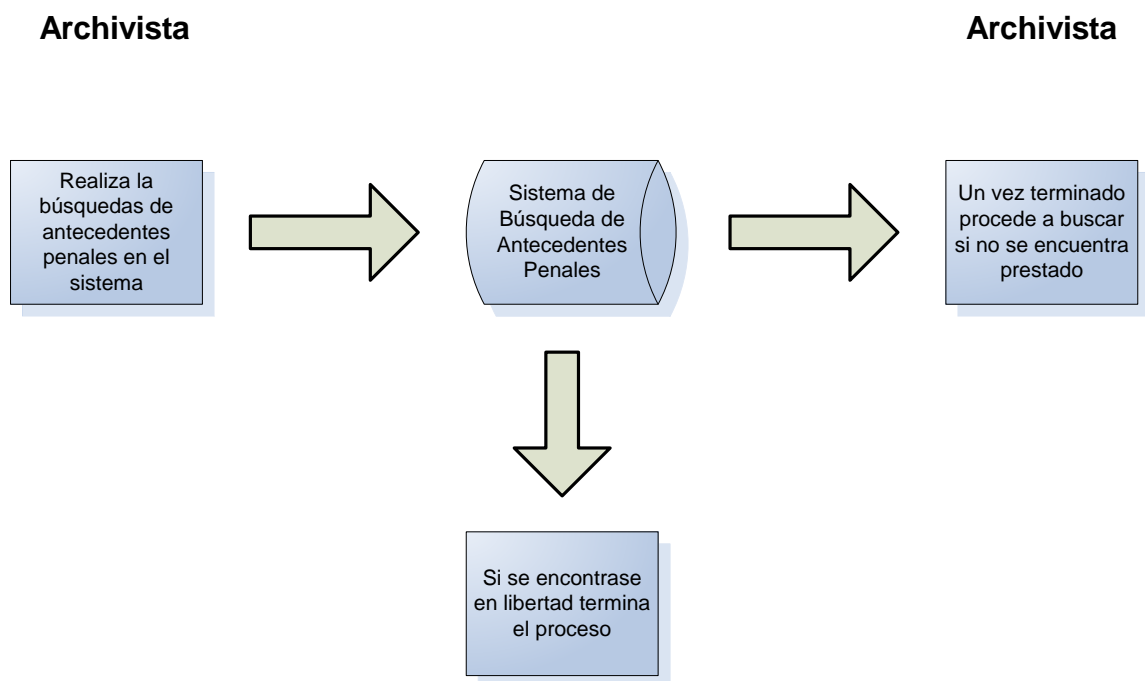 Archivista
Archivista
Realiza la
búsquedas de
antecedentes
penales en el
sistema
Sistema de
Búsqueda de
Antecedentes
Penales
Un vez terminado
procede a buscar
si no se encuentra
prestado
Si se encontrase
en libertad termina
el proceso